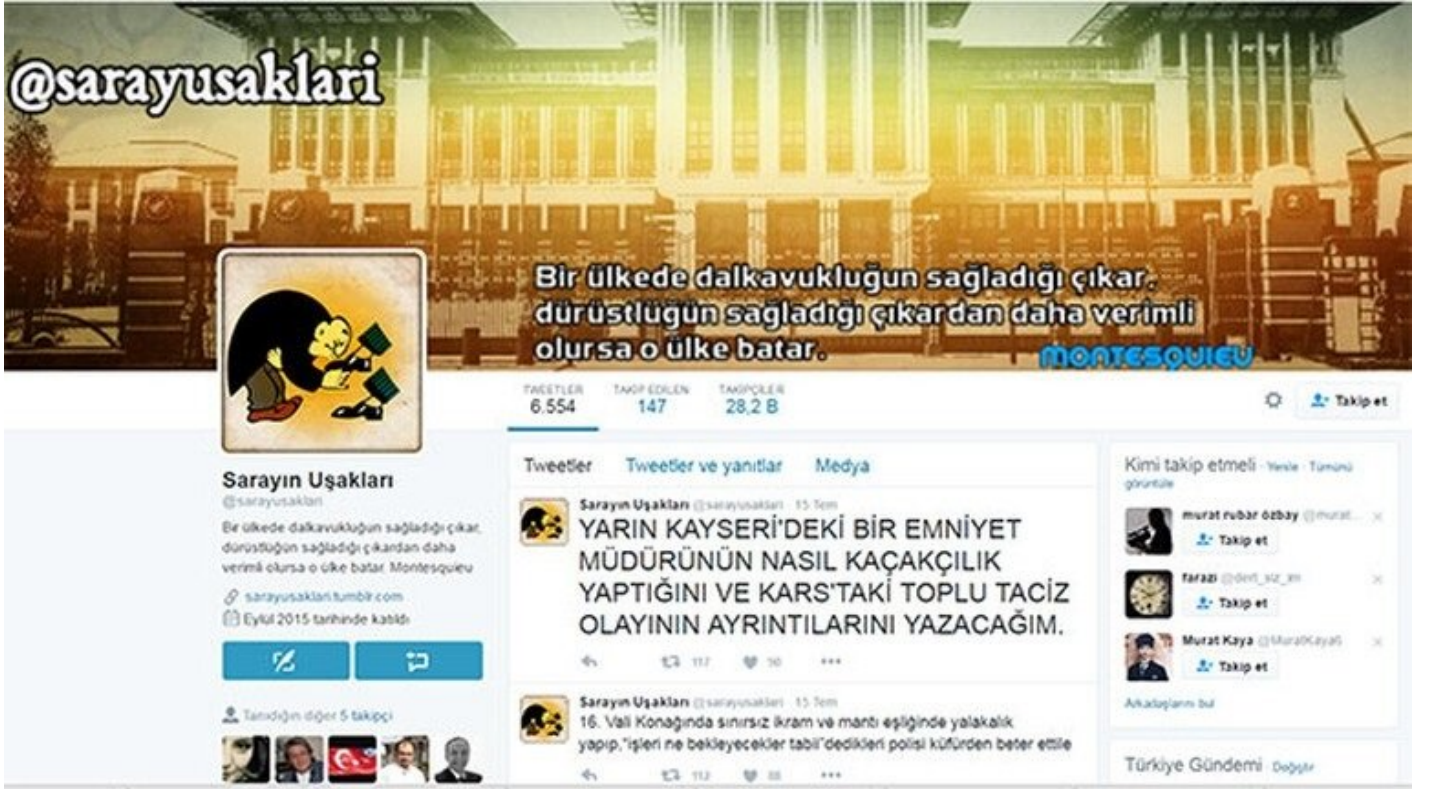 @sarayusaklari
Bir ülkede dalkavukluğun sağladığı çıkar,
dürüstlüğün sağladığı çıkardan daha verimli
olursa o ülke batar.
MONTESQUIEU
TWEETLER
6.554
TAKİP EDİLEN
147
TAKİPÇİLER
28,2 B
Takip et
Sarayın Uşakları
@sarayusaklari
Bir ülkede dalkavukluğun sağladığı çıkar,
dürüstlüğün sağladığı çıkardan daha
verimli olursa o ülke batar. Montesquieu
sarayusaklari.tumblr.com
Eylül 2015 tarihinde katıldı
Tanıdığın diğer 5 takipçi
Tweetler
Tweetler ve yanıtlar
Medya
Sarayın Uşakları @sarayusaklari · 15 Tem
YARIN KAYSERİ'DEKİ BİR EMNİYET
MÜDÜRÜNÜN NASIL KAÇAKÇILIK
YAPTIĞINI VE KARS'TAKİ TOPLU TACİZ
OLAYININ AYRINTILARINI YAZACAĞIM.
117
50
Sarayın Uşakları @sarayusaklari · 15 Tem
16. Vali Konağında sınırsız ikram ve mantı eşliğinde yalakalık
yapıp,"işleri ne bekleyecekler tabii"dedikleri polisi küfürden beter ettile
113
88
Kimi takip etmeli · Yenile · Tümünü
görüntüle
murat rubar özbay @murat...
Takip et
farazi
Takip et
Murat Kaya @MuratKaya6
Takip et
Arkadaşlarını bul
Türkiye Gündemi · Değiştir